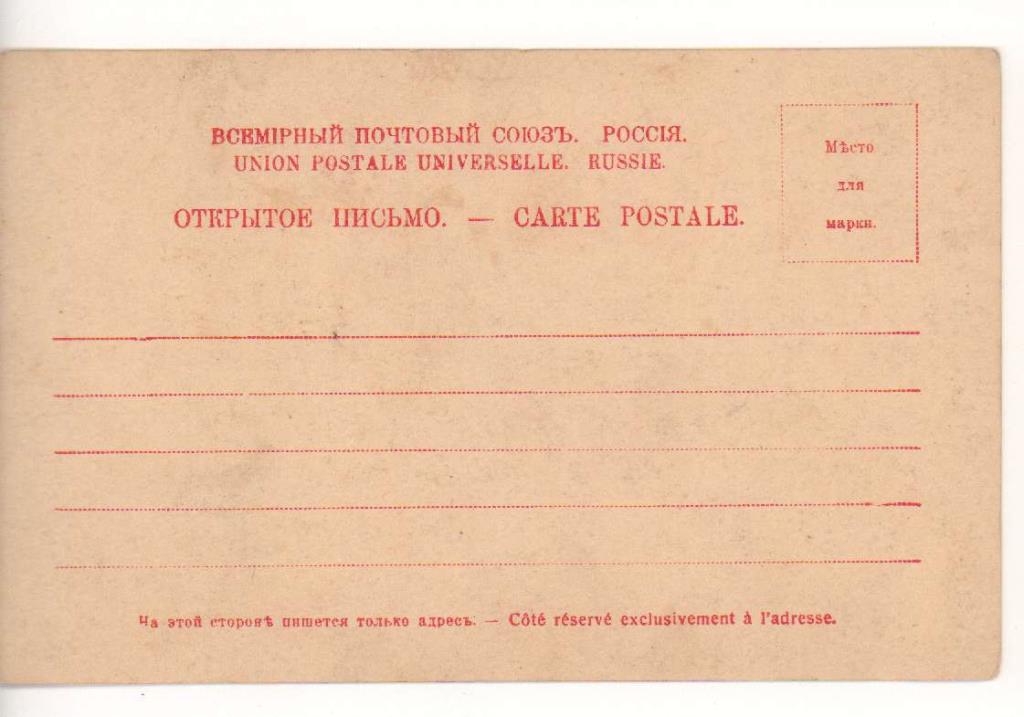 ВСЕМІРНЫЙ ПОЧТОВЫЙ СОЮЗЪ. РОССІЯ.
UNION POSTALE UNIVERSELLE. RUSSIE.
ОТКРЫТОЕ ПИСЬМО. — CARTE POSTALE.
Мѣсто
для
марки.
На этой сторонѣ пишется только адресъ. — Côté réservé exclusivement à l'adresse.